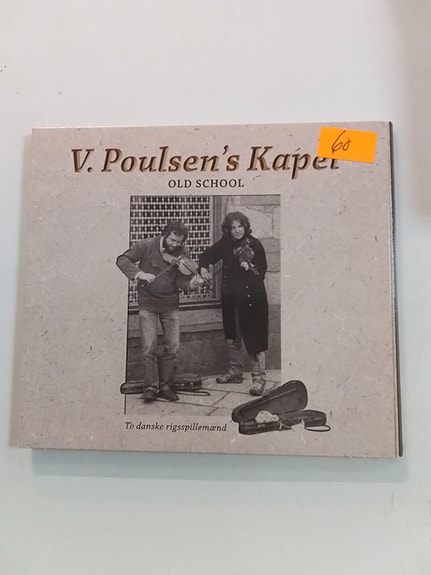 V. Poulsen's Kapel
60
OLD SCHOOL
To danske rigsspillemænd